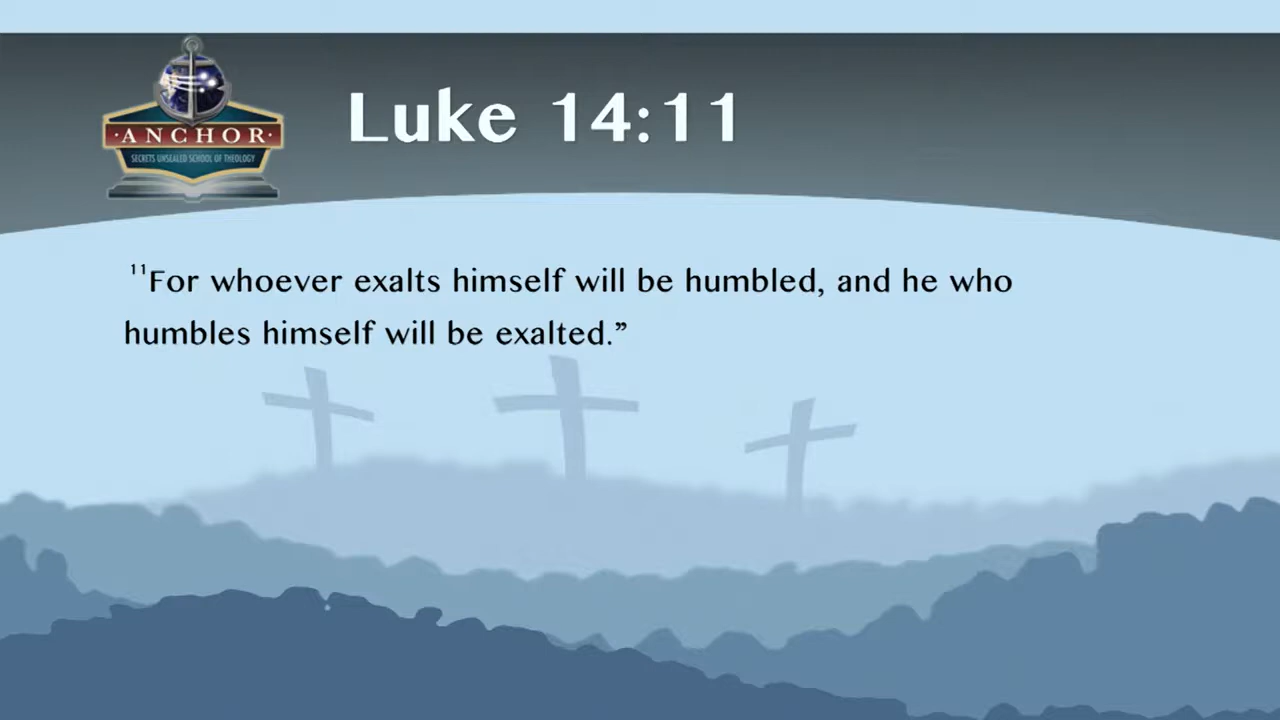 ·ANCHOR·
SECRETS UNSEALED SCHOOL OF THEOLOGY
Luke 14:11
¹¹For whoever exalts himself will be humbled, and he who
humbles himself will be exalted.”